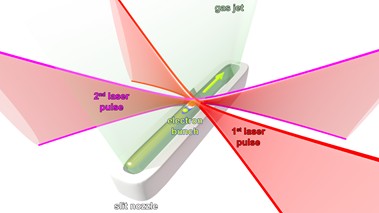 gas jet
2nd laser
pulse
electron
bunch
1st laser
pulse
slit nozzle